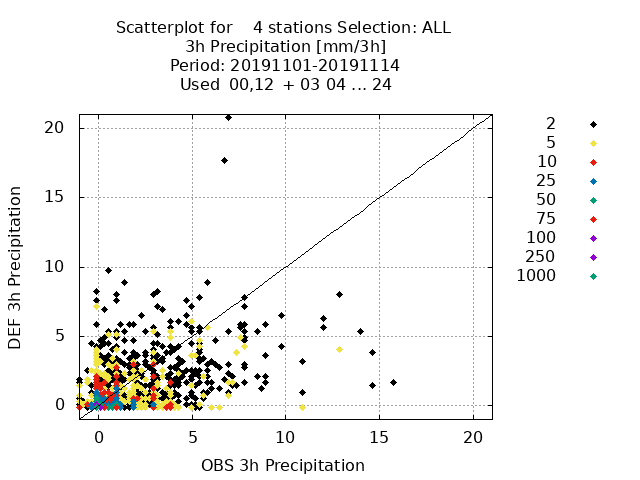 Scatterplot for 4 stations Selection: ALL
3h Precipitation [mm/3h]
Period: 20191101-20191114
Used 00,12 + 03 04 ... 24
20
15
10
5
0
DEF 3h Precipitation
0 5 10 15 20
OBS 3h Precipitation
2
5
10
25
50
75
100
250
1000